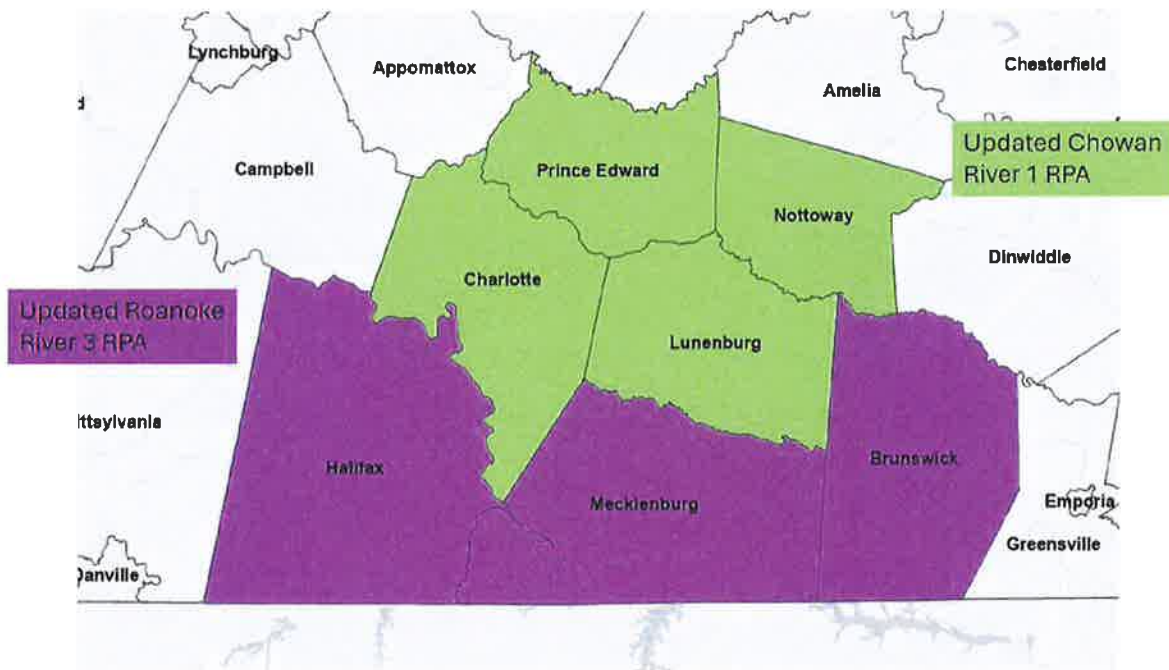 Lynchburg
Appomattox
Chesterfield
Amelia
d
Updated Chowan
River 1 RPA
Campbell
Prince Edward
Nottoway
Dinwiddie
Charlotte
Updated Roanoke
River 3 RPA
Lunenburg
ittsylvania
Halifax
Brunswick
Mecklenburg
Emporia
Greensville
Danville